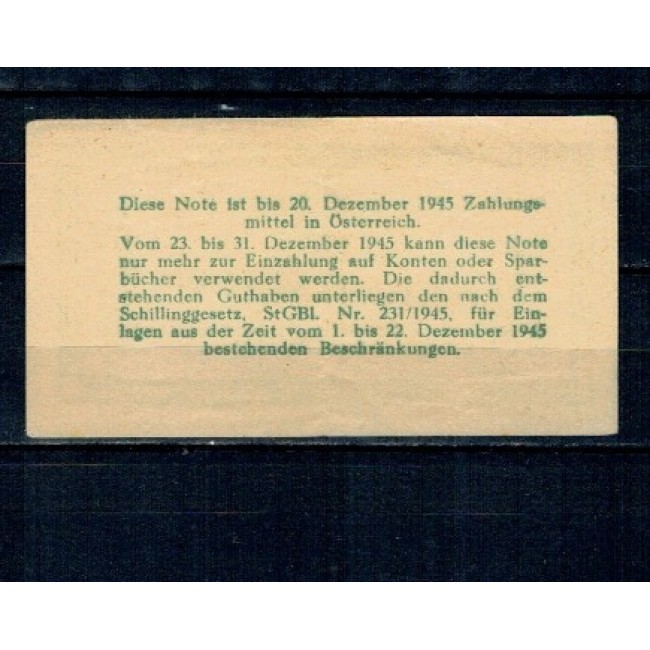 Diese Note ist bis 20. Dezember 1945 Zahlungs-
mittel in Österreich.
Vom 23. bis 31. Dezember 1945 kann diese Note
nur mehr zur Einzahlung auf Konten oder Spar-
bücher verwendet werden. Die dadurch ent-
stehenden Guthaben unterliegen den nach dem
Schillinggesetz, StGBl. Nr. 231/1945, für Ein-
lagen aus der Zeit vom 1. bis 22. Dezember 1945
bestehenden Beschränkungen.